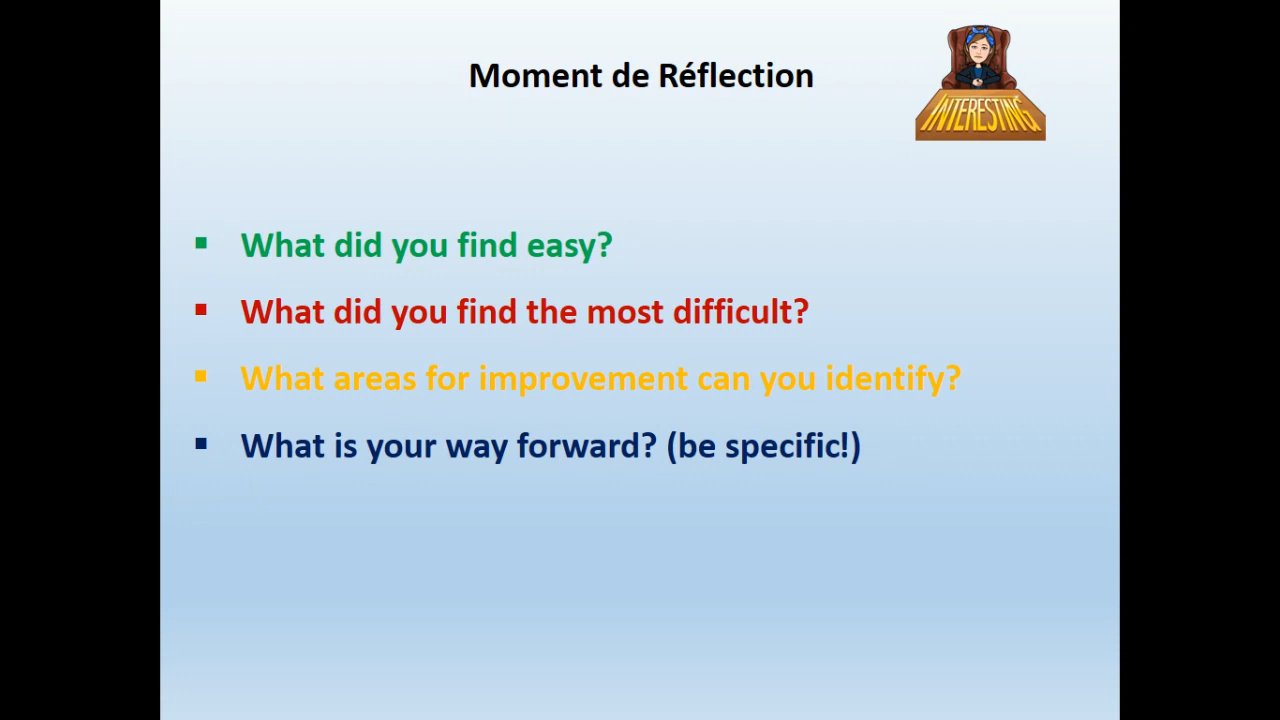 Moment de Réflection
INTERESTING
▪ What did you find easy?
▪ What did you find the most difficult?
▪ What areas for improvement can you identify?
▪ What is your way forward? (be specific!)